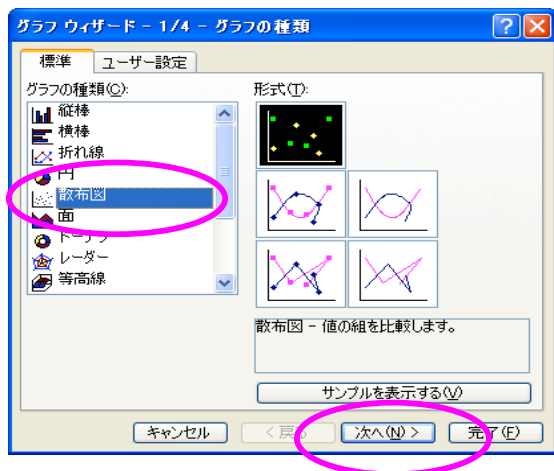 グラフ ウィザード - 1/4 - グラフの種類
標準 ユーザー設定
グラフの種類(C):
縦棒
横棒
折れ線
円
散布図
面
ドーナツ
レーダー
等高線
形式(T):
散布図 - 値の組を比較します。
サンプルを表示する(V)
キャンセル
< 戻る
次へ(N) >
完了(F)